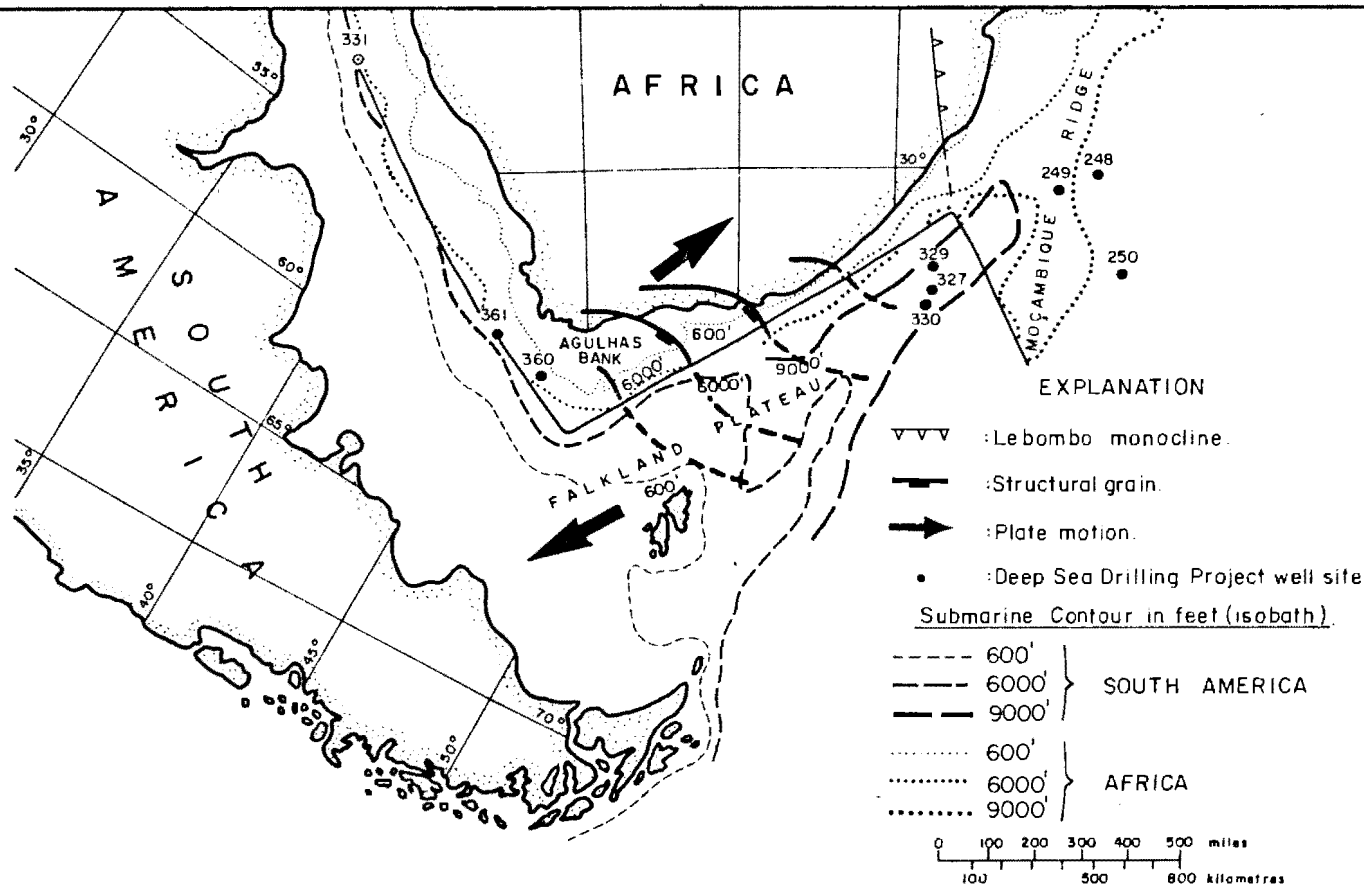 331
AFRICA
55°
30°
RIDGE
30°
249
248
AMERICA
SOUTH
60°
MOÇAMBIQUE
329
327
330
250
361
AGULHAS
BANK
600'
360
6000'
6000'
9000'
PLATEAU
65°
35°
FALKLAND
600'
40°
45°
70°
50°
EXPLANATION
:Lebombo monocline.
:Structural grain.
:Plate motion.
:Deep Sea Drilling Project well site
Submarine Contour in feet (isobath).
600'
6000'
9000'
SOUTH AMERICA
600'
6000'
9000'
AFRICA
0 100 200 300 400 500 miles
100 500 800 kilometres